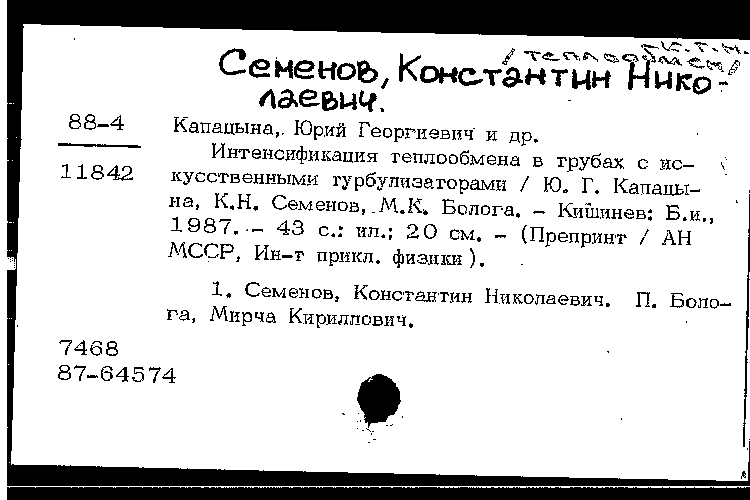 к.т.н.
/теплообмен/
Семенов, Константин Нико-
лаевич.
88-4
11842
Капацына, Юрий Георгиевич и др.
Интенсификация теплообмена в трубах с ис-
кусственными турбулизаторами / Ю. Г. Капацы-
на, К.Н. Семенов, М.К. Болога. - Кишинев: Б.и.,
1987. - 43 с.: ил.; 20 см. - (Препринт / АН
МССР, Ин-т прикл. физики).
1. Семенов, Константин Николаевич. П. Боло-
га, Мирча Кириллович.
7468
87-64574